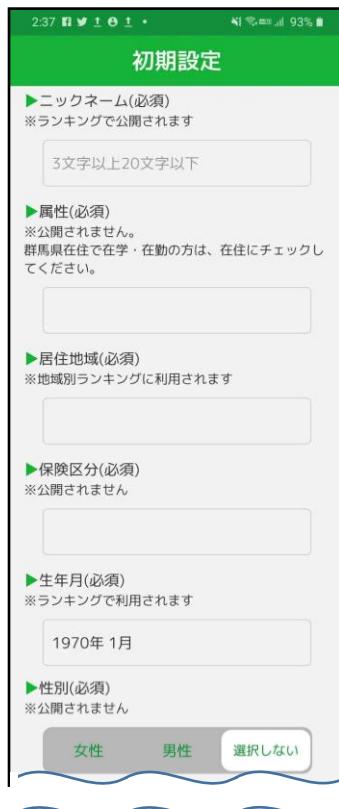 2:37
93%
初期設定
▶ニックネーム(必須)
※ランキングで公開されます
3文字以上20文字以下
▶属性(必須)
※公開されません。
群馬県在住で在学・在勤の方は、在住にチェックし
てください。
▶居住地域(必須)
※地域別ランキングに利用されます
▶保険区分(必須)
※公開されません
▶生年月(必須)
※ランキングで利用されます
1970年 1月
▶性別(必須)
※公開されません
女性 男性 選択しない